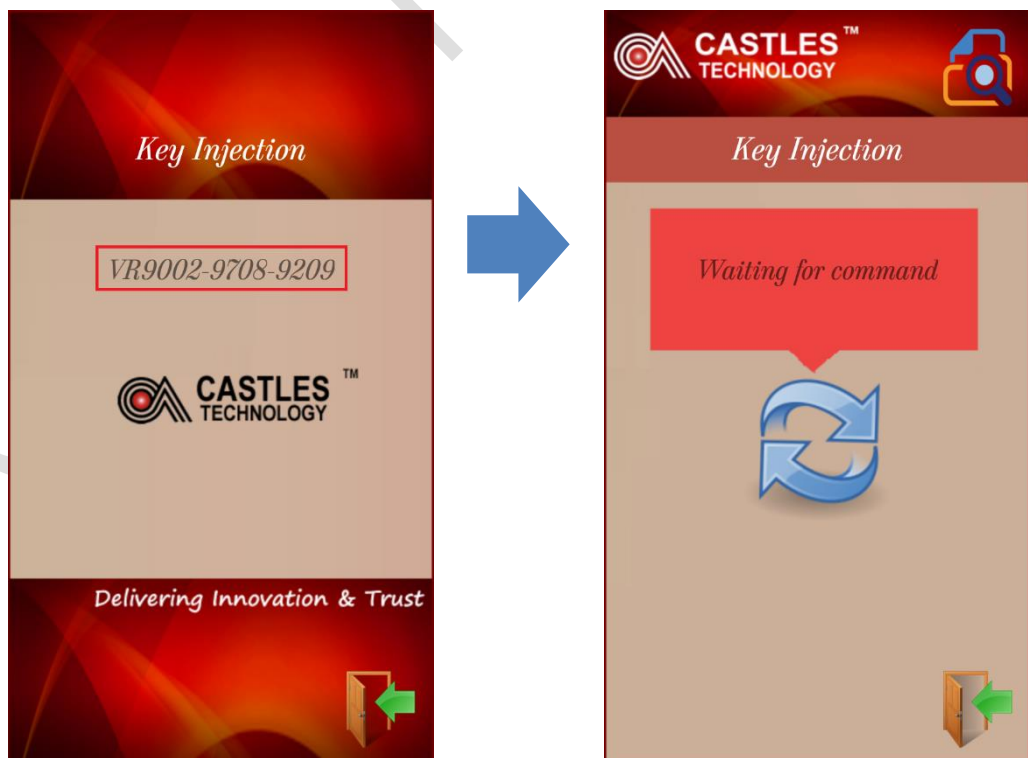 Key Injection
VR9002-9708-9209
CASTLES TM
TECHNOLOGY
Delivering Innovation & Trust
CASTLES TM
TECHNOLOGY
Key Injection
Waiting for command